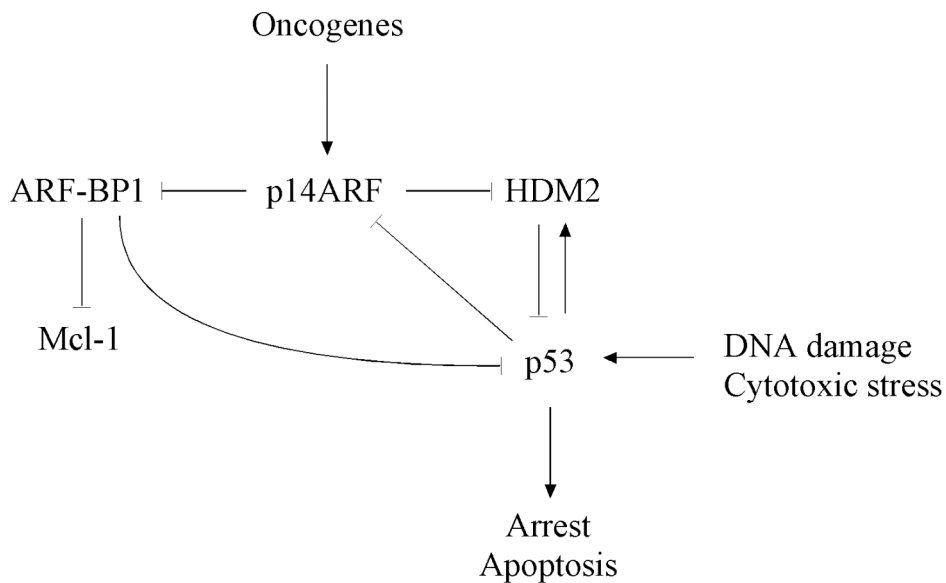 Oncogenes
ARF-BP1 p14ARF HDM2
Mcl-1
p53
DNA damage
Cytotoxic stress
Arrest
Apoptosis